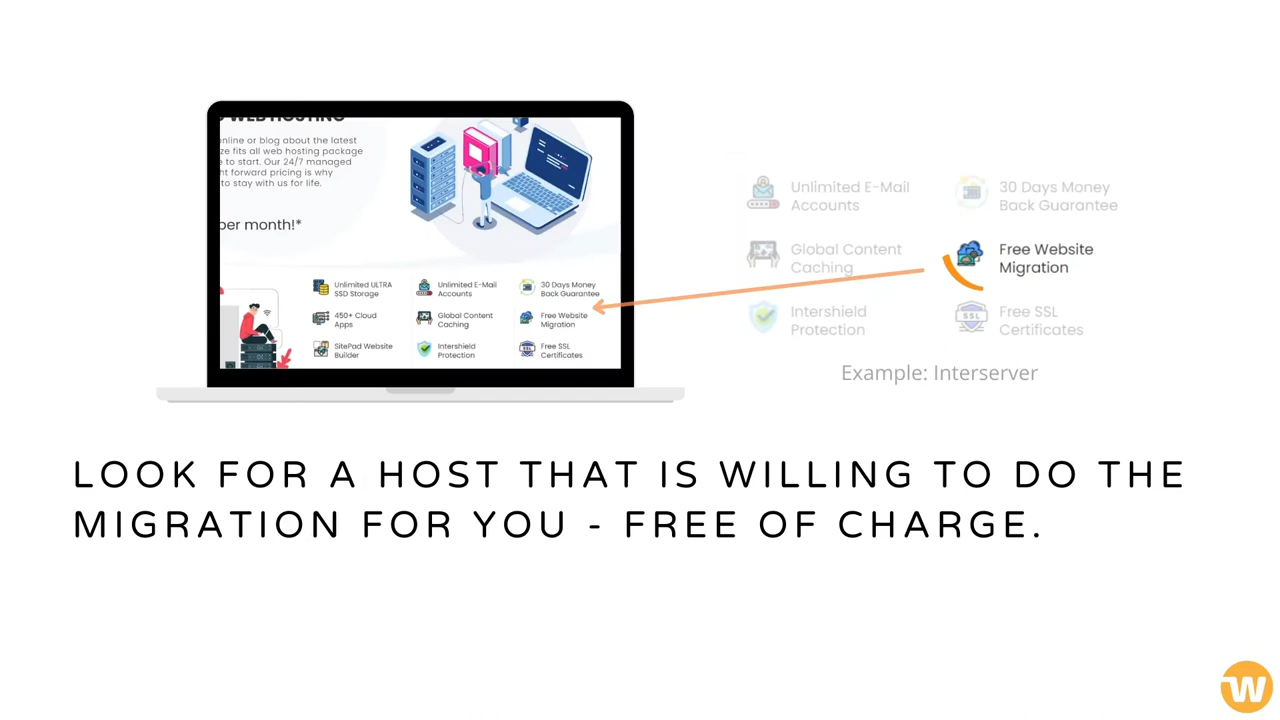 WEB HOSTING
online or blog about the latest
fits all web hosting package
to start. Our 24/7 managed
forward pricing is why
to stay with us for life.
per month!*
Unlimited ULTRA
SSD Storage
Unlimited E-Mail
Accounts
30 Days Money
Back Guarantee
450+ Cloud
Apps
Global Content
Caching
Free Website
Migration
SitePad Website
Builder
Intershield
Protection
Free SSL
Certificates
Unlimited E-Mail
Accounts
30 Days Money
Back Guarantee
Global Content
Caching
Free Website
Migration
Intershield
Protection
SSL
Free SSL
Certificates
Example: Interserver
LOOK FOR A HOST THAT IS WILLING TO DO THE
MIGRATION FOR YOU - FREE OF CHARGE.
W